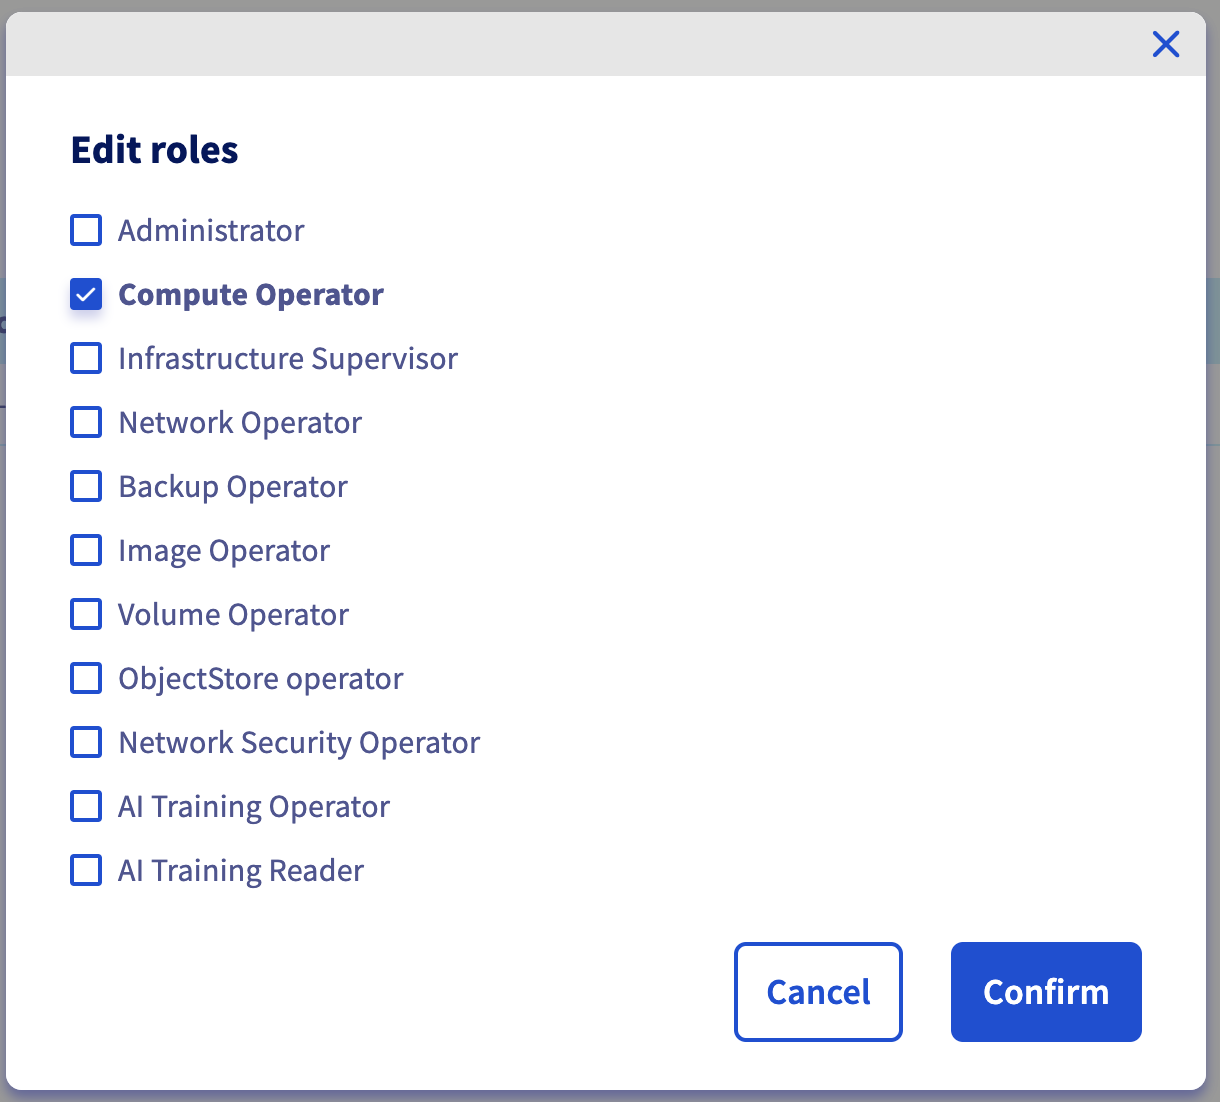 Edit roles
Administrator
Compute Operator
Infrastructure Supervisor
Network Operator
Backup Operator
Image Operator
Volume Operator
ObjectStore operator
Network Security Operator
AI Training Operator
AI Training Reader
Cancel
Confirm